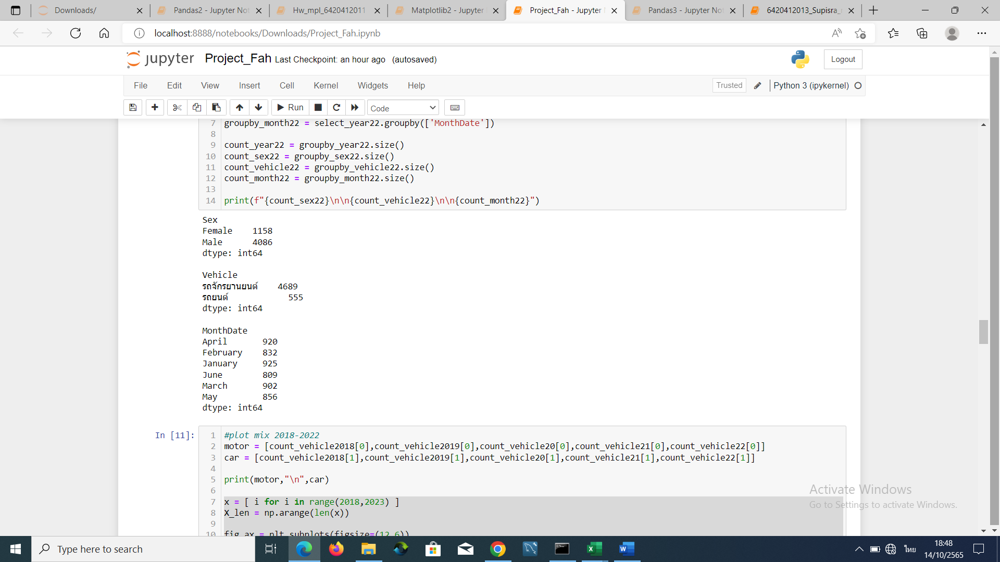 Downloads/
Pandas2 - Jupyter Not
Hw_mpl_6420412011
Matplotlib2 - Jupyter
Project_Fah - Jupyter
Pandas3 - Jupyter No
6420412013_Supisra_
localhost:8888/notebooks/Downloads/Project_Fah.ipynb
jupyter Project_Fah Last Checkpoint: an hour ago (autosaved)
Logout
File Edit View Insert Cell Kernel Widgets Help
Trusted
Python 3 (ipykernel)
Run
Code
7 groupby_month22 = select_year22.groupby(['MonthDate'])
8
9 count_year22 = groupby_year22.size()
10 count_sex22 = groupby_sex22.size()
11 count_vehicle22 = groupby_vehicle22.size()
12 count_month22 = groupby_month22.size()
13
14 print(f"{count_sex22}\n\n{count_vehicle22}\n\n{count_month22}")
Sex
Female 1158
Male 4086
dtype: int64
Vehicle
รถจักรยานยนต์ 4689
รถยนต์ 555
dtype: int64
MonthDate
April 920
February 832
January 925
June 809
March 902
May 856
dtype: int64
In [11]:
1 #plot mix 2018-2022
2 motor = [count_vehicle2018[0],count_vehicle2019[0],count_vehicle20[0],count_vehicle21[0],count_vehicle22[0]]
3 car = [count_vehicle2018[1],count_vehicle2019[1],count_vehicle20[1],count_vehicle21[1],count_vehicle22[1]]
4
5 print(motor,"\n",car)
6
7 x = [ i for i in range(2018,2023) ]
8 X_len = np.arange(len(x))
9
10 fig,ax = plt.subplots(figsize=(12,6))
Activate Windows
Go to Settings to activate Windows.
Type here to search
ไทย
18:48
14/10/2565